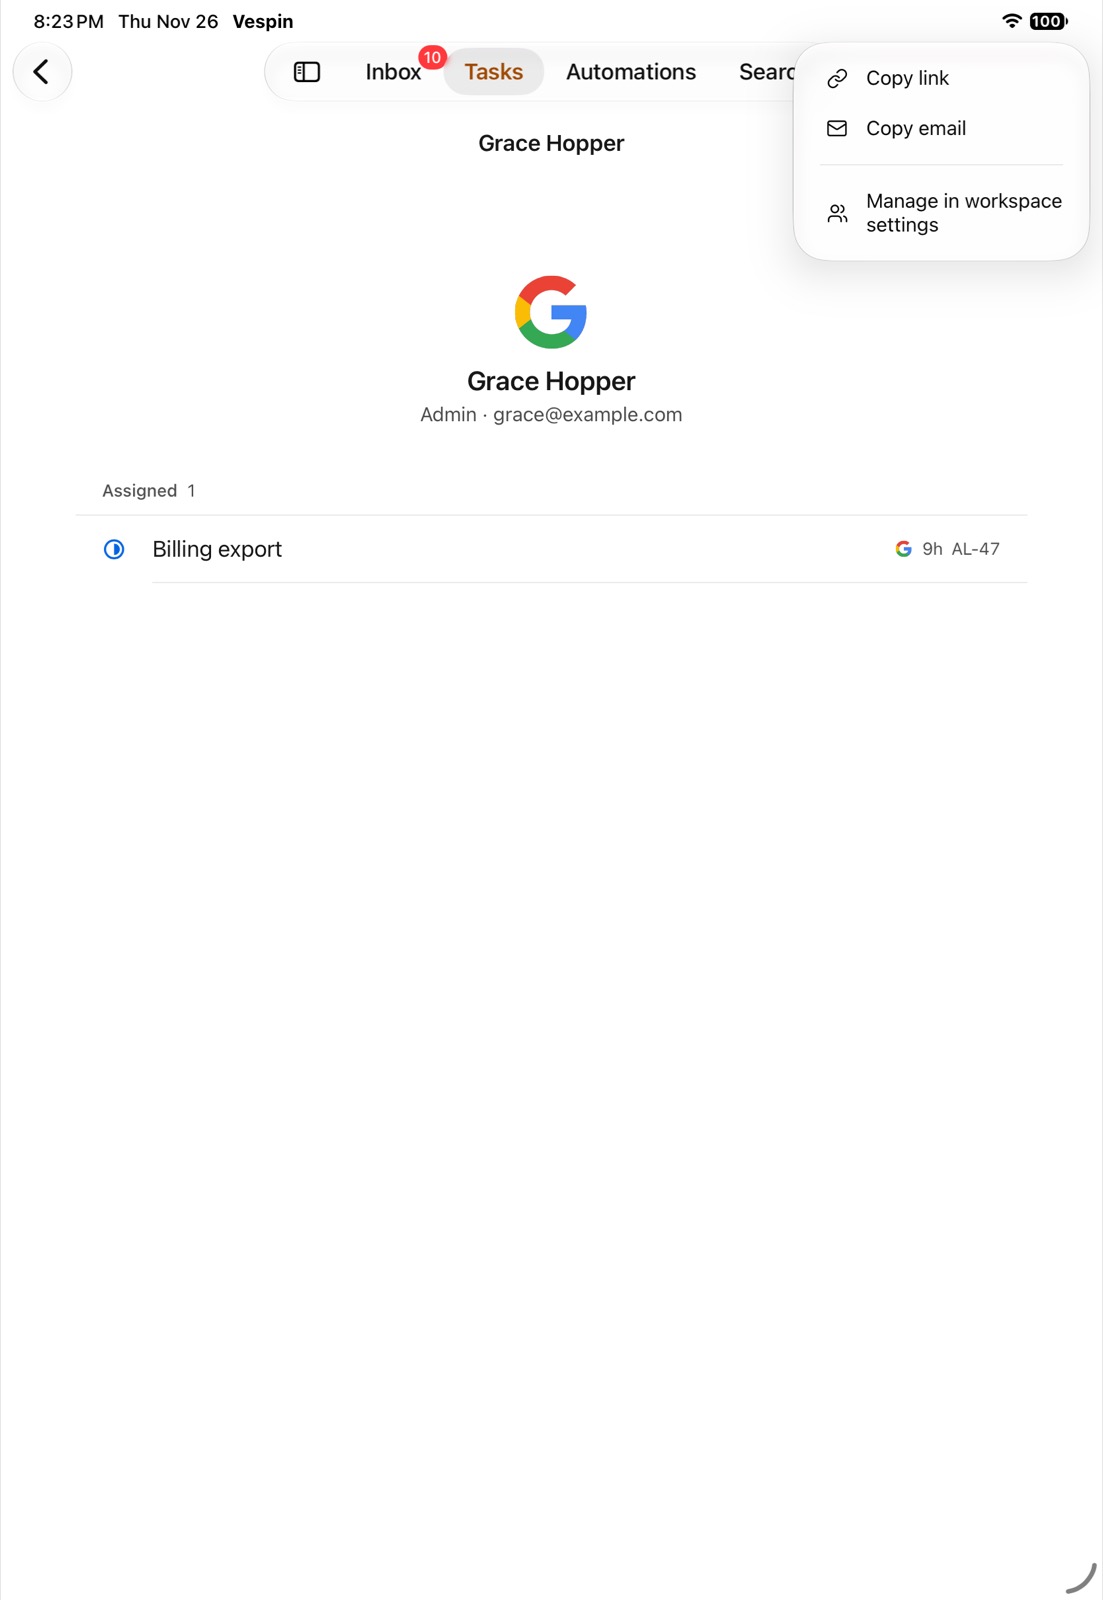 8:23 PM Thu Nov 26 Vespin
100
Inbox 10 Tasks Automations Searc
Copy link
Copy email
Manage in workspace
settings
Grace Hopper
Grace Hopper
Admin · grace@example.com
Assigned 1
Billing export 9h AL-47